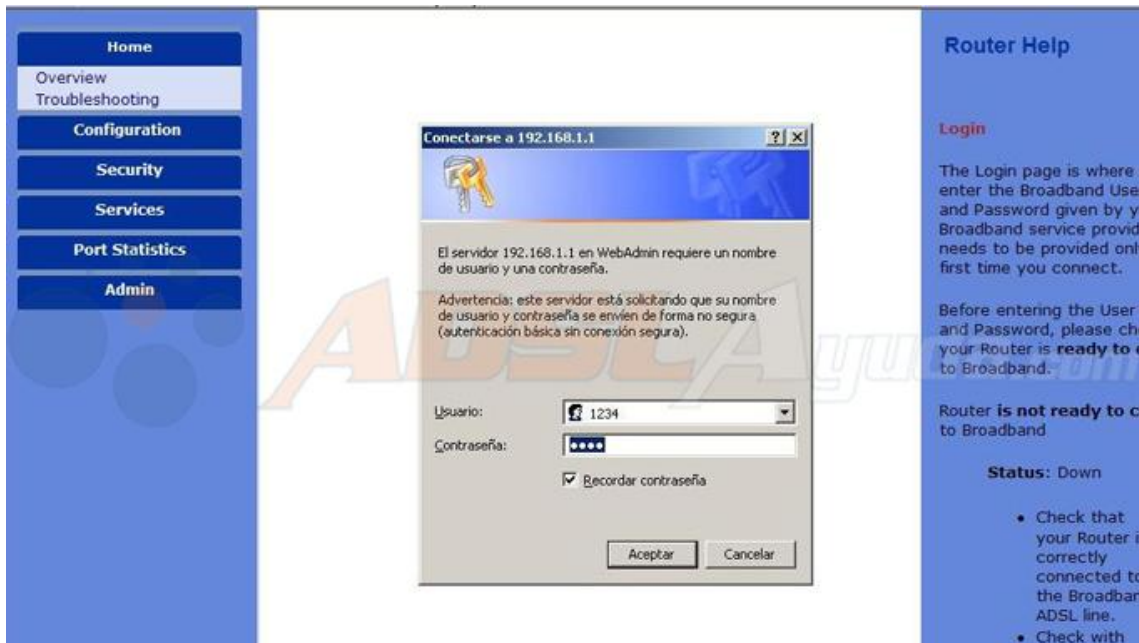 Home
Overview
Troubleshooting
Configuration
Security
Services
Port Statistics
Admin
Conectarse a 192.168.1.1
El servidor 192.168.1.1 en WebAdmin requiere un nombre
de usuario y una contraseña.
Advertencia: este servidor está solicitando que su nombre
de usuario y contraseña se envíen de forma no segura
(autenticación básica sin conexión segura).
Usuario:
1234
Contraseña:
Recordar contraseña
Aceptar
Cancelar
ADSL Ayuda.com
Router Help
Login
The Login page is where
enter the Broadband
and Password given by
Broadband service
needs to be provided
first time you connect.
Before entering the User
and Password, please
your Router is ready to
to Broadband.
Router is not ready to
to Broadband
Status: Down
• Check that
your Router
correctly
connected
the
ADSL line.
• Check with